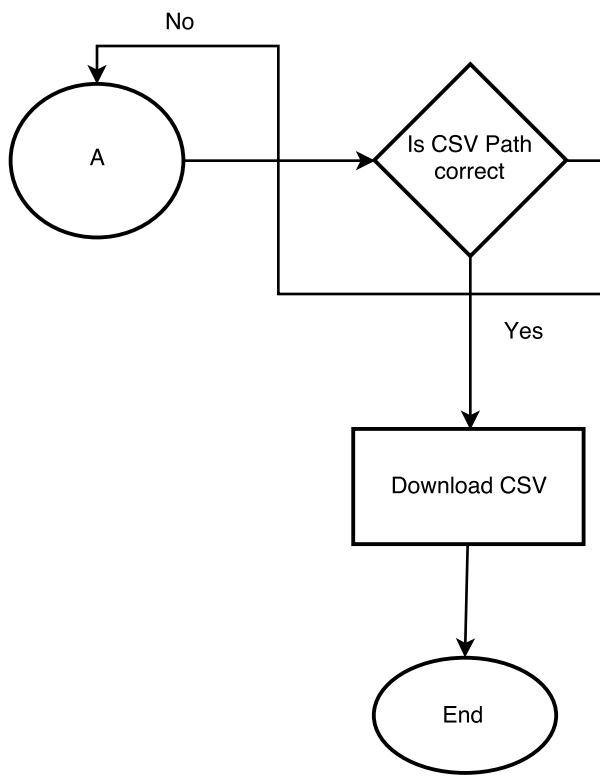 No
A
Is CSV Path
correct
Yes
Download CSV
End